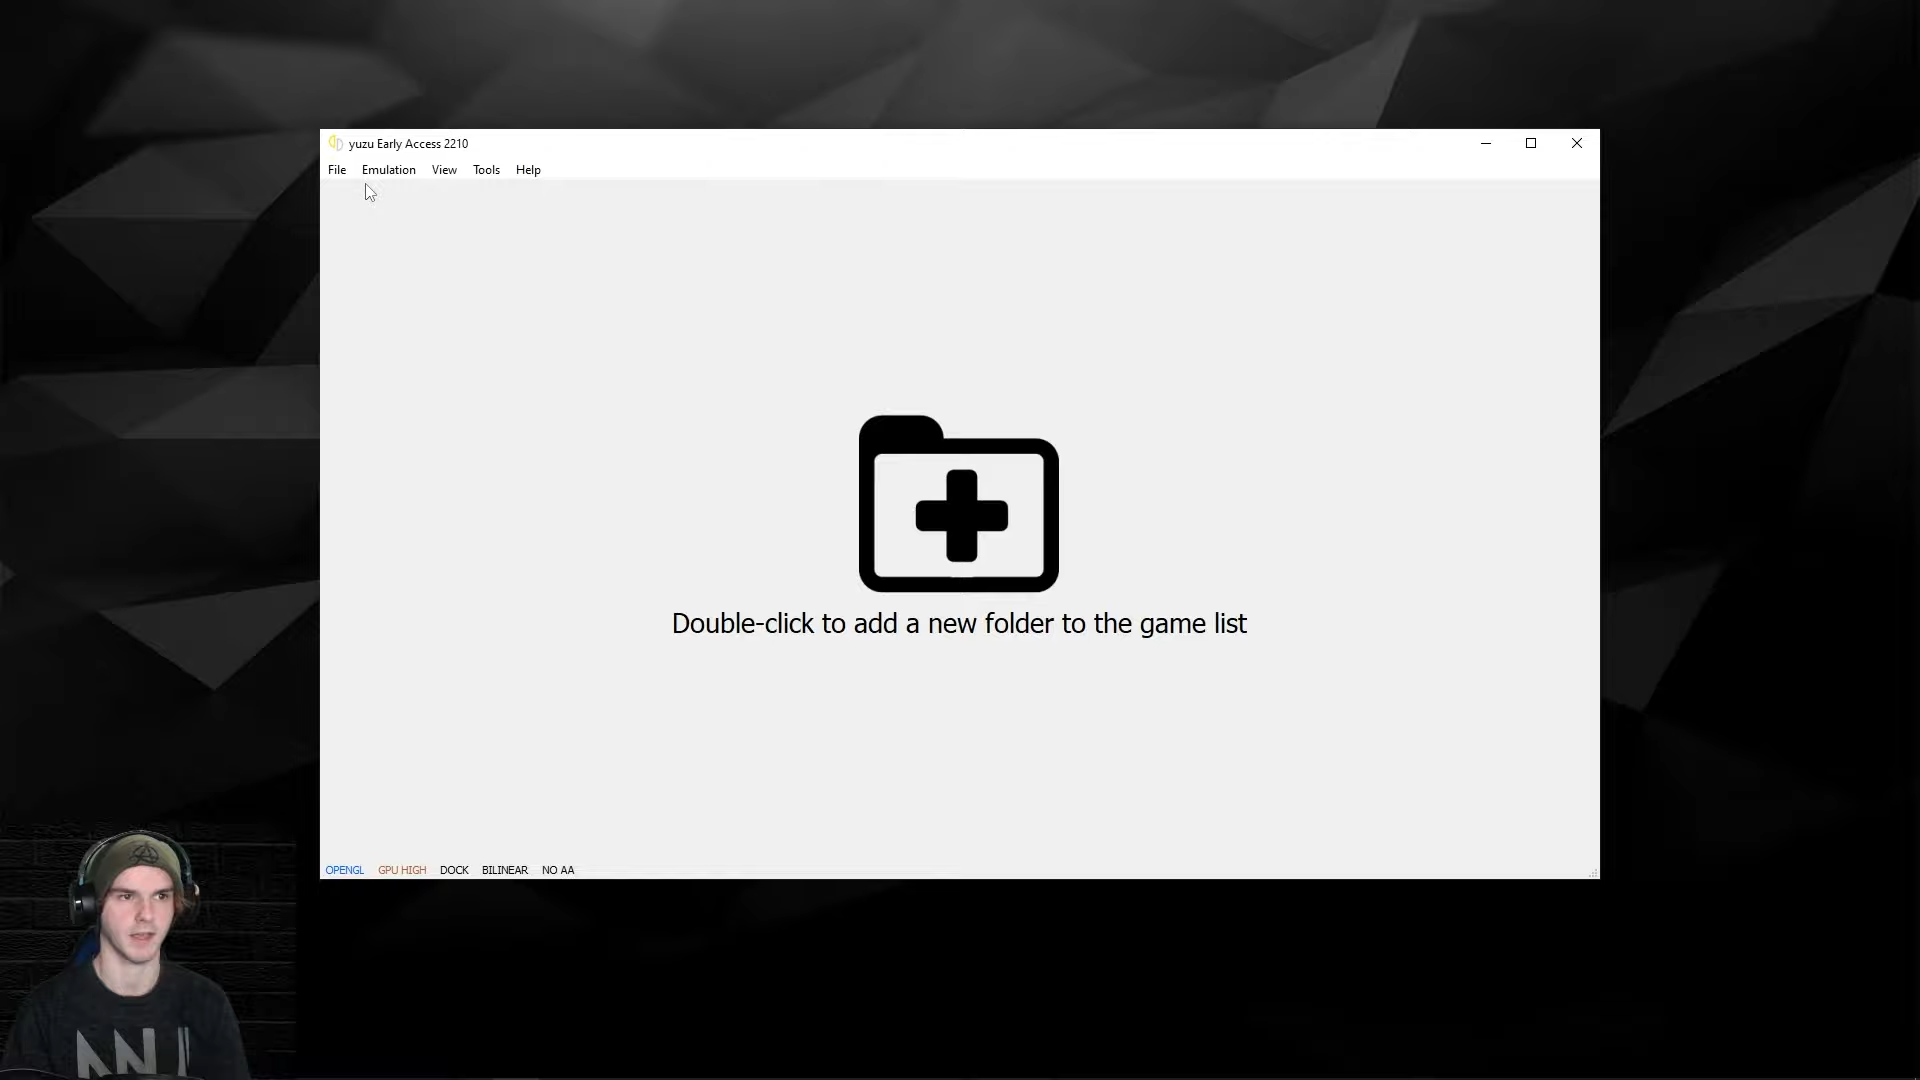 yuzu Early Access 2210
File Emulation View Tools Help
Double-click to add a new folder to the game list
OPENGL GPU HIGH DOCK BILINEAR NO AA